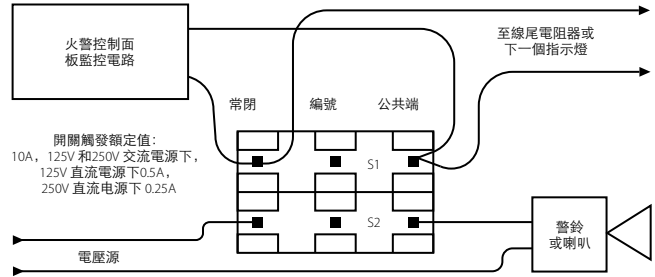 火警控制面
板監控電路
至線尾電阻器或
下一個指示燈
常閉
編號
公共端
開關觸發額定值：
10A，125V 和250V 交流電源下，
125V 直流電源下0.5A，
250V 直流电源下 0.25A
S1
S2
警鈴
或喇叭
電壓源